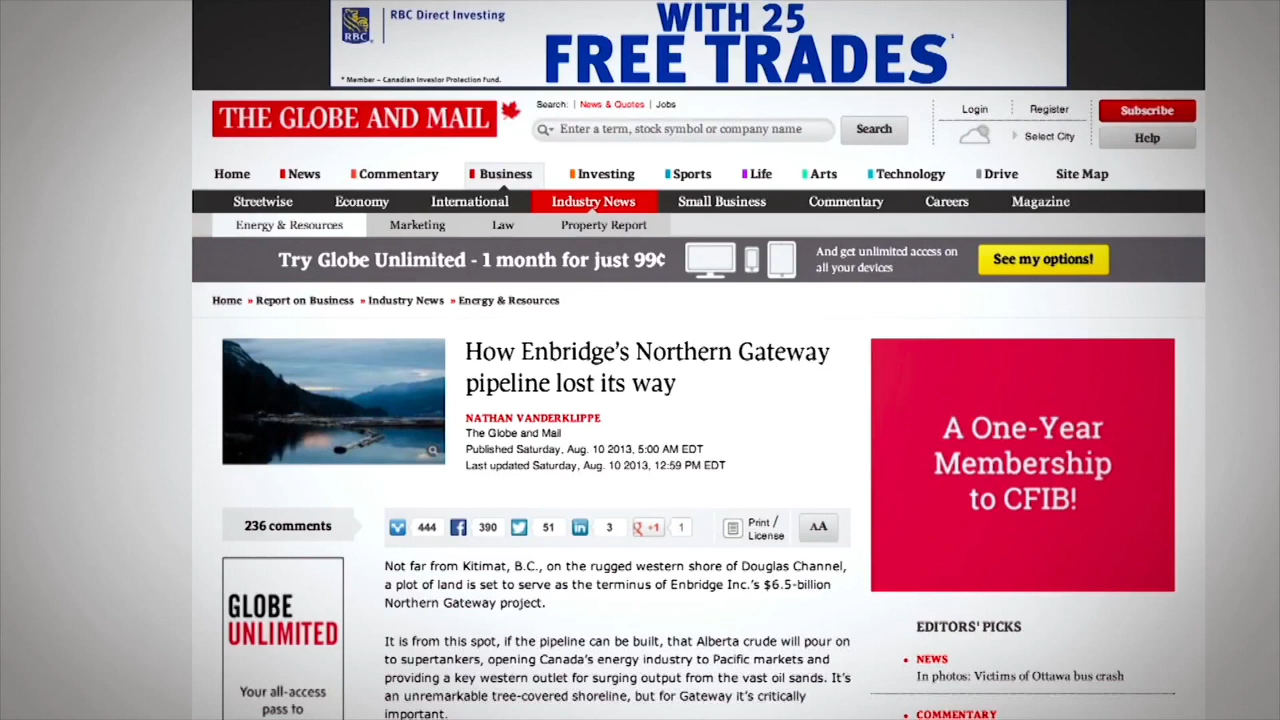 RBC Direct Investing
RBC
* Member – Canadian Investor Protection Fund.
WITH 25
FREE TRADES¹
THE GLOBE AND MAIL
Search: | News & Quotes | Jobs
Enter a term, stock symbol or company name
Search
Login
Register
Select City
Subscribe
Help
Home
News
Commentary
Business
Investing
Sports
Life
Arts
Technology
Drive
Site Map
Streetwise
Economy
International
Industry News
Small Business
Commentary
Careers
Magazine
Energy & Resources
Marketing
Law
Property Report
Try Globe Unlimited - 1 month for just 99¢
And get unlimited access on
all your devices
See my options!
Home » Report on Business » Industry News » Energy & Resources
How Enbridge's Northern Gateway
pipeline lost its way
NATHAN VANDERKLIPPE
The Globe and Mail
Published Saturday, Aug. 10 2013, 5:00 AM EDT
Last updated Saturday, Aug. 10 2013, 12:59 PM EDT
A One-Year
Membership
to CFIB!
236 comments
444
390
51
3
+1
1
Print /
License
AA
Not far from Kitimat, B.C., on the rugged western shore of Douglas Channel,
a plot of land is set to serve as the terminus of Enbridge Inc.'s $6.5-billion
Northern Gateway project.
It is from this spot, if the pipeline can be built, that Alberta crude will pour on
to supertankers, opening Canada's energy industry to Pacific markets and
providing a key western outlet for surging output from the vast oil sands. It's
an unremarkable tree-covered shoreline, but for Gateway it's critically
important.
GLOBE
UNLIMITED
Your all-access
pass to
EDITORS' PICKS
NEWS
In photos: Victims of Ottawa bus crash
COMMENTARY